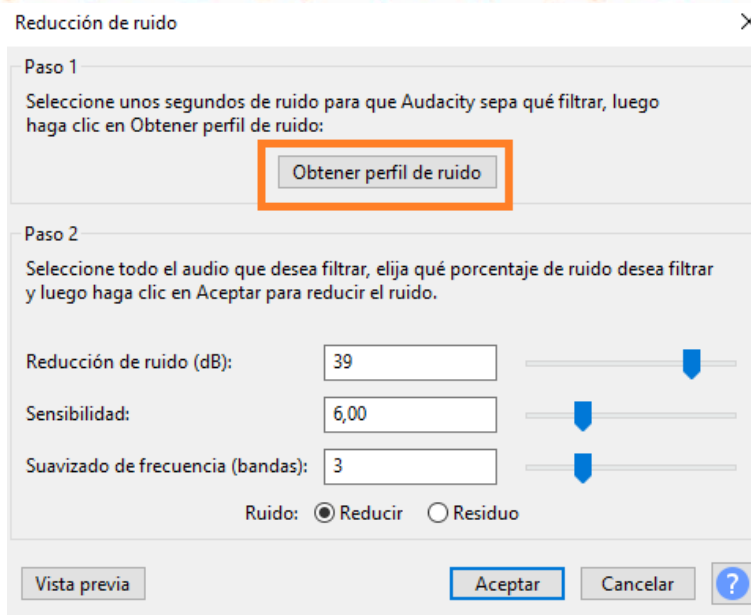 Reducción de ruido
Paso 1
Seleccione unos segundos de ruido para que Audacity sepa qué filtrar, luego
haga clic en Obtener perfil de ruido:
Obtener perfil de ruido
Paso 2
Seleccione todo el audio que desea filtrar, elija qué porcentaje de ruido desea filtrar
y luego haga clic en Aceptar para reducir el ruido.
Reducción de ruido (dB): 39
Sensibilidad: 6,00
Suavizado de frecuencia (bandas): 3
Ruido: Reducir Residuo
Vista previa Aceptar Cancelar ?